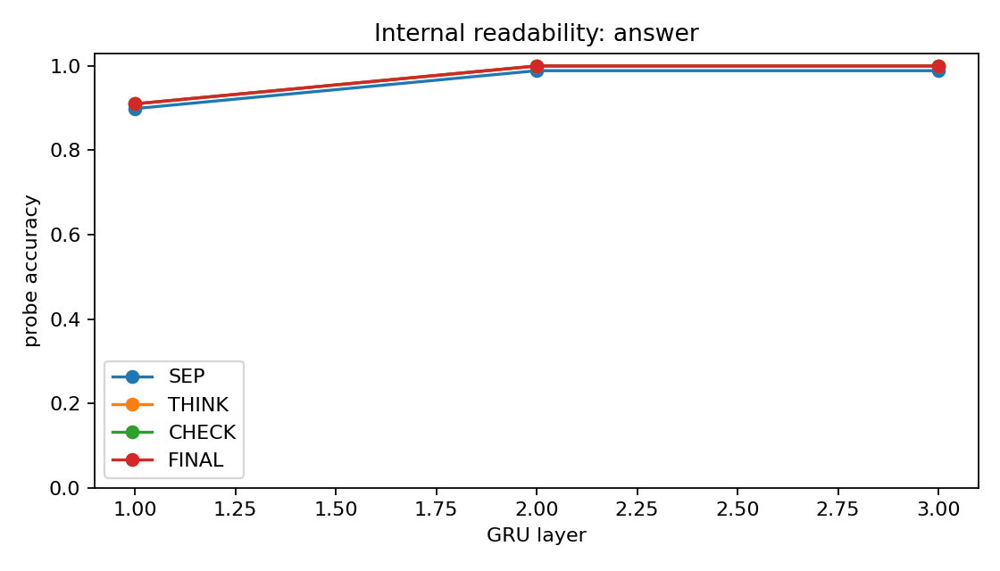 Internal readability: answer
probe accuracy
1.0
0.8
0.6
0.4
0.2
0.0
SEP
THINK
CHECK
FINAL
1.00 1.25 1.50 1.75 2.00 2.25 2.50 2.75 3.00
GRU layer